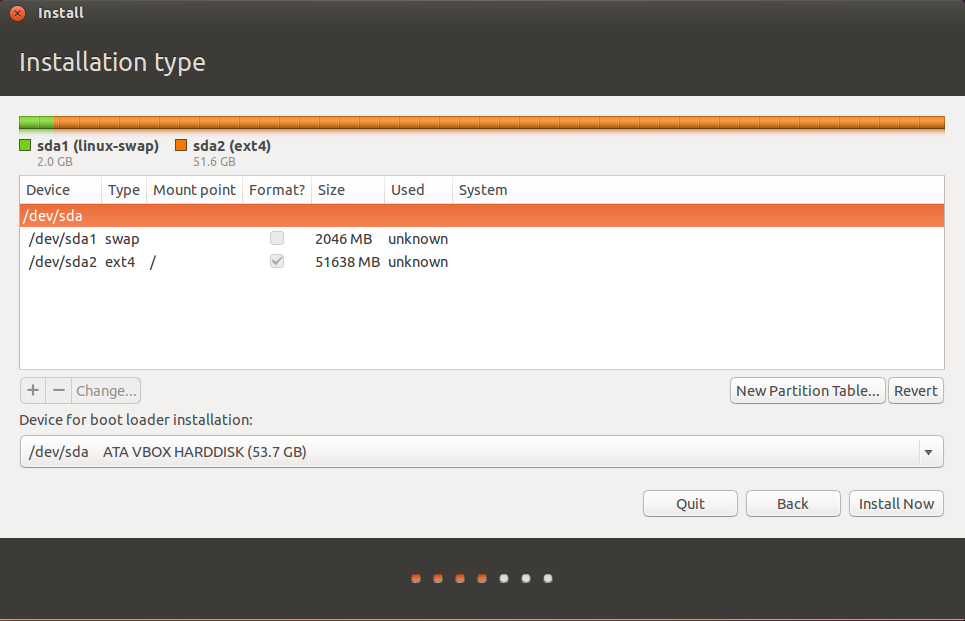 Install
Installation type
sda1 (linux-swap) sda2 (ext4)
2.0 GB 51.6 GB
Device Type Mount point Format? Size Used System
/dev/sda
/dev/sda1 swap 2046 MB unknown
/dev/sda2 ext4 / 51638 MB unknown
+ − Change... New Partition Table... Revert
Device for boot loader installation:
/dev/sda ATA VBOX HARDDISK (53.7 GB)
Quit Back Install Now